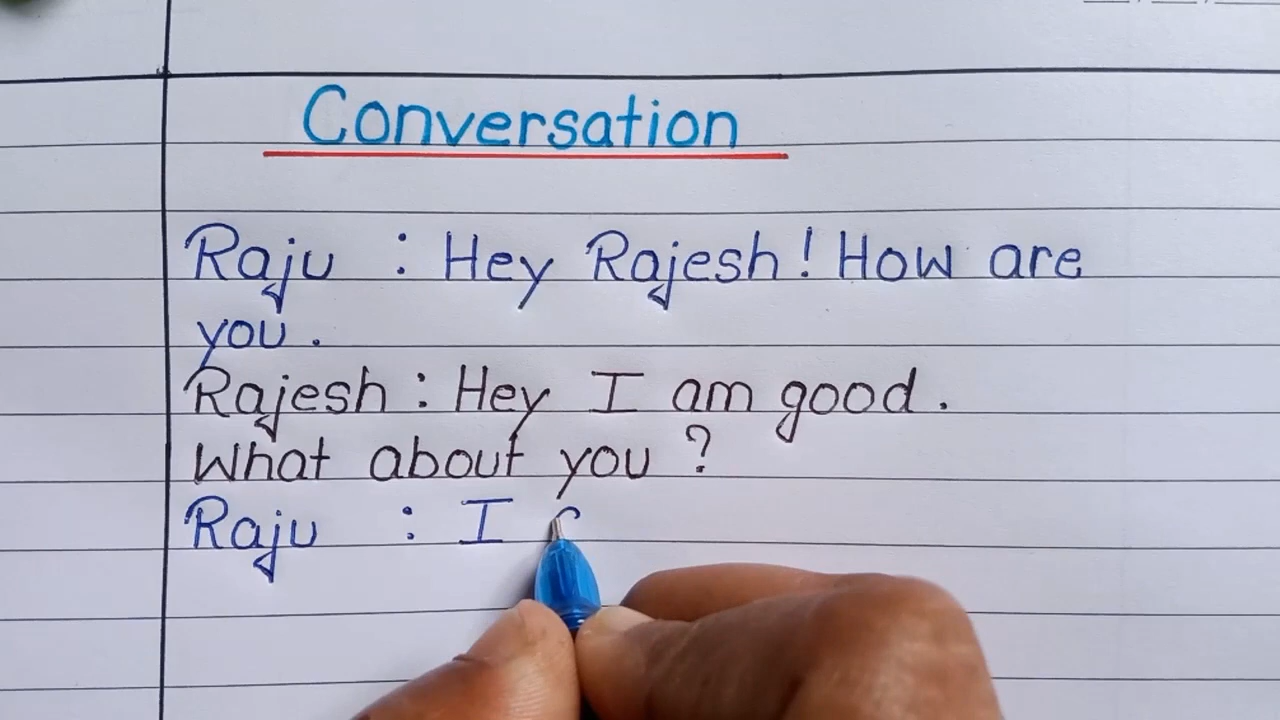 Conversation
Raju : Hey Rajesh! How are
you.
Rajesh : Hey I am good.
What about you ?
Raju : I